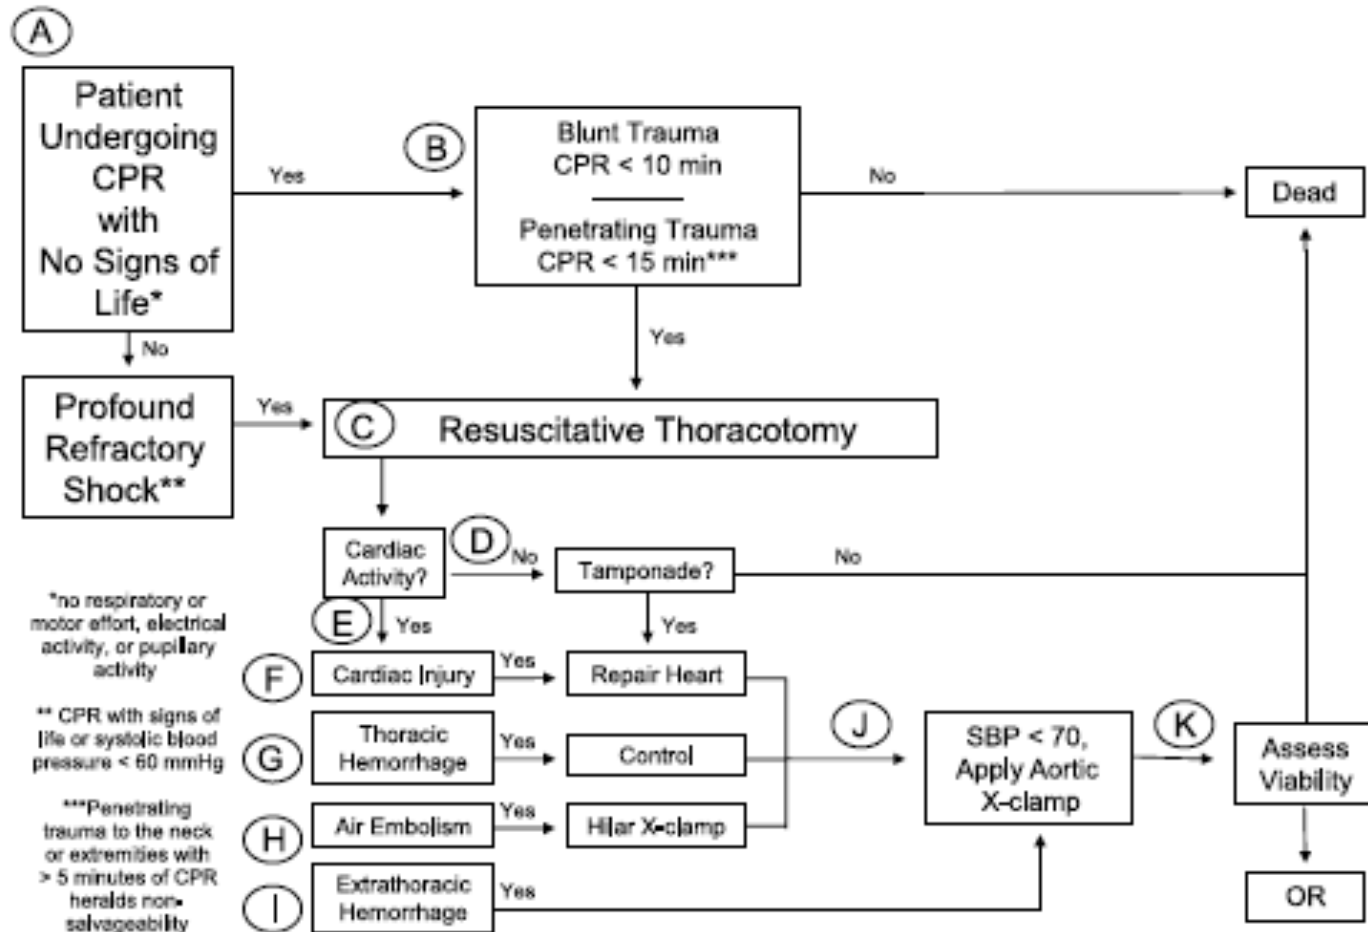 A
Patient
Undergoing
CPR
with
No Signs of
Life*
Yes
B
Blunt Trauma
CPR < 10 min
Penetrating Trauma
CPR < 15 min***
No
Dead
No
Yes
Profound
Refractory
Shock**
Yes
C
Resuscitative Thoracotomy
Cardiac
Activity?
D
No
Tamponade?
No
E
Yes
Yes
*no respiratory or
motor effort, electrical
activity, or pupillary
activity
** CPR with signs of
life or systolic blood
pressure < 60 mmHg
***Penetrating
trauma to the neck
or extremities with
> 5 minutes of CPR
heralds non-
salvageability
F
Cardiac Injury
Yes
Repair Heart
G
Thoracic
Hemorrhage
Yes
Control
H
Air Embolism
Yes
Hilar X-clamp
I
Extrathoracic
Hemorrhage
Yes
J
SBP < 70,
Apply Aortic
X-clamp
K
Assess
Viability
OR